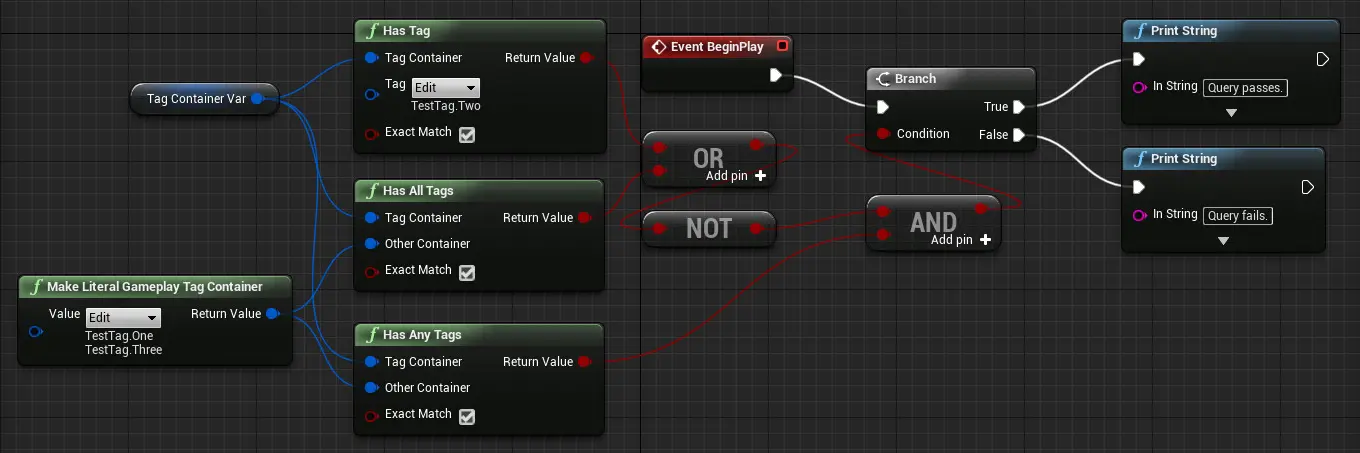 Tag Container Var
Make Literal Gameplay Tag Container
Value Edit Return Value
TestTag.One
TestTag.Three
Has Tag
Tag Container Return Value
Tag Edit
TestTag.Two
Exact Match
Has All Tags
Tag Container Return Value
Other Container
Exact Match
Has Any Tags
Tag Container Return Value
Other Container
Exact Match
Event BeginPlay
OR
Add pin
NOT
Branch
True
Condition False
AND
Add pin
Print String
In String Query passes.
Print String
In String Query fails.